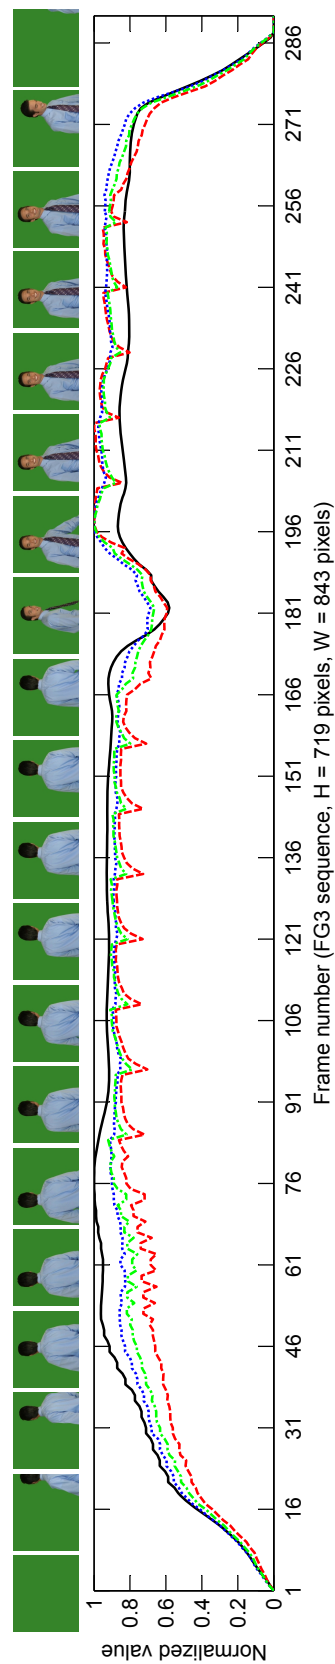 Normalized value
1
0.8
0.6
0.4
0.2
0
1 16 31 46 61 76 91 106 121 136 151 166 181 196 211 226 241 256 271 286
Frame number (FG3 sequence, H = 719 pixels, W = 843 pixels)